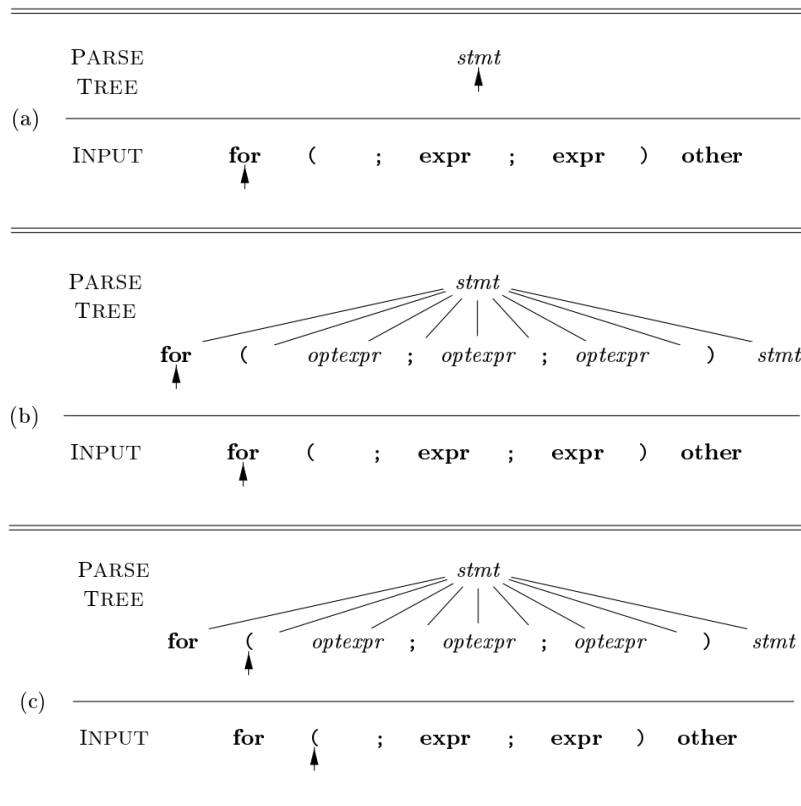 PARSE stmt
TREE
(a)
INPUT for ( ; expr ; expr ) other
PARSE stmt
TREE
for ( optexpr ; optexpr ; optexpr ) stmt
(b)
INPUT for ( ; expr ; expr ) other
PARSE stmt
TREE
for ( optexpr ; optexpr ; optexpr ) stmt
(c)
INPUT for ( ; expr ; expr ) other